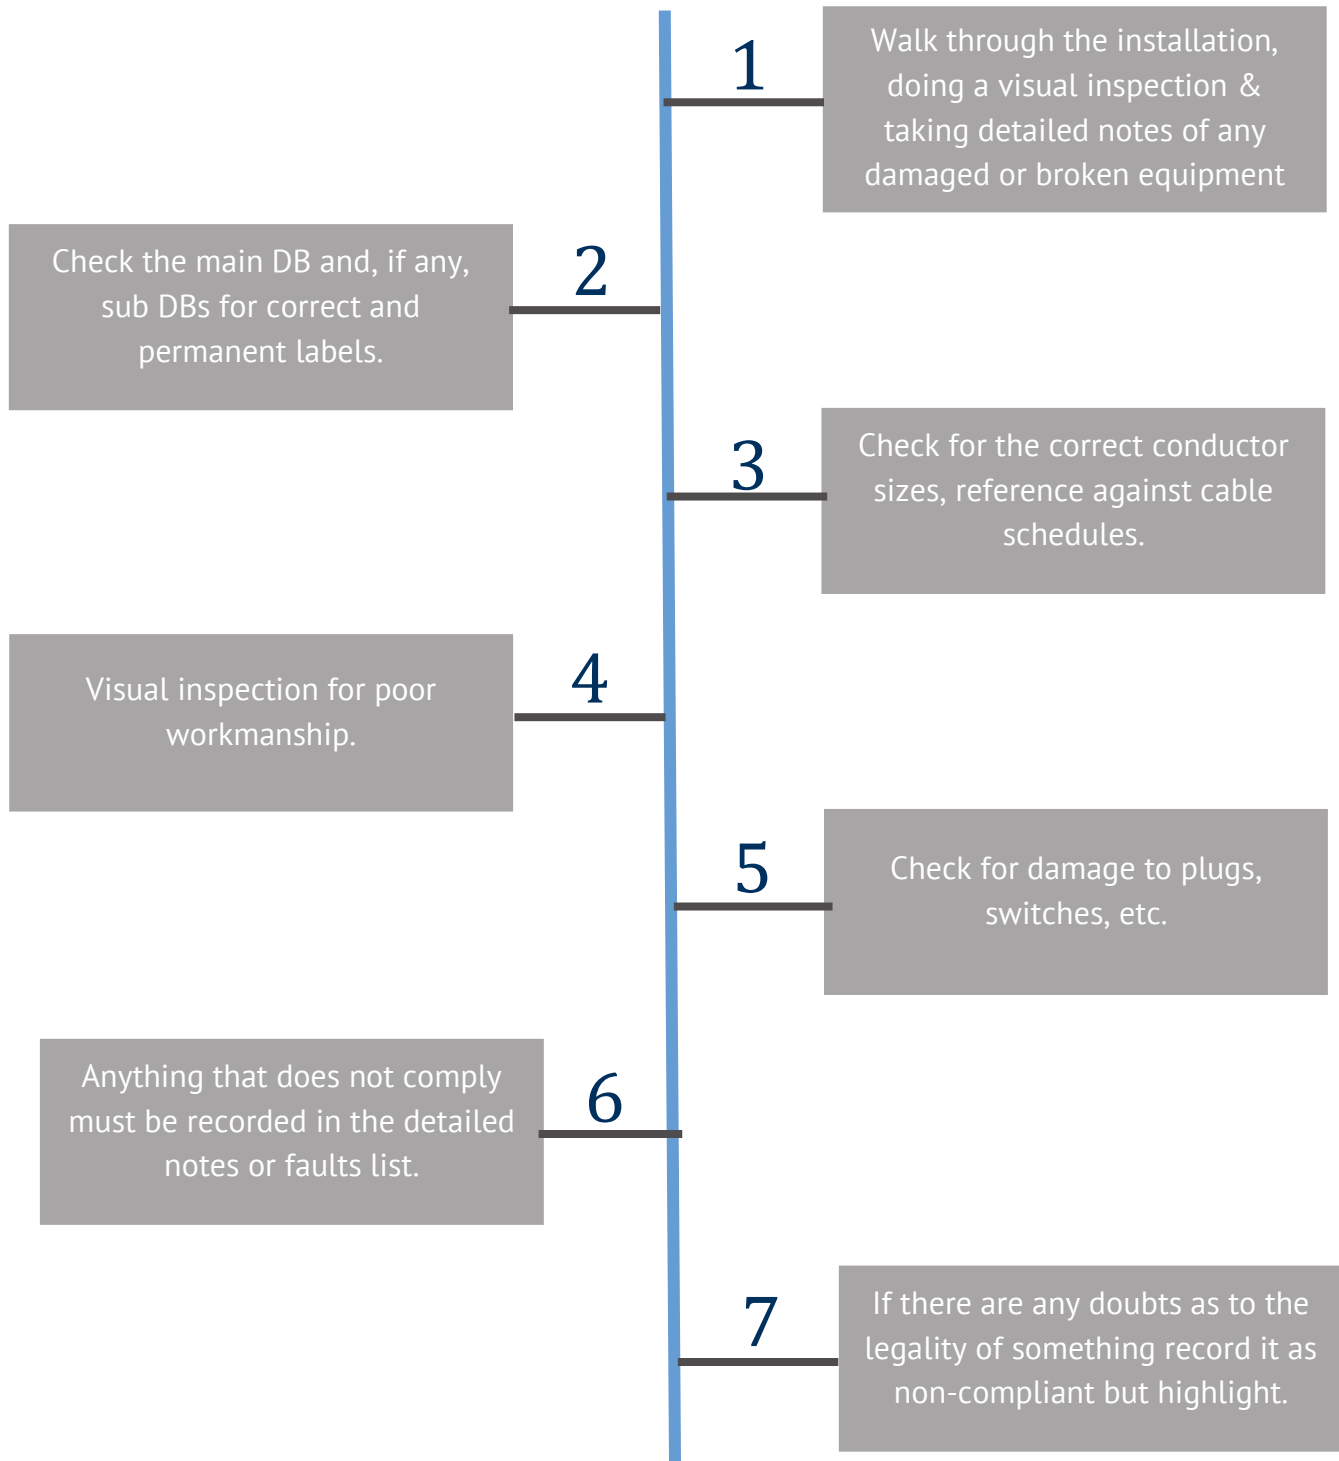 1
Walk through the installation,
doing a visual inspection &
taking detailed notes of any
damaged or broken equipment
2
Check the main DB and, if any,
sub DBs for correct and
permanent labels.
3
Check for the correct conductor
sizes, reference against cable
schedules.
4
Visual inspection for poor
workmanship.
5
Check for damage to plugs,
switches, etc.
6
Anything that does not comply
must be recorded in the detailed
notes or faults list.
7
If there are any doubts as to the
legality of something record it as
non-compliant but highlight.